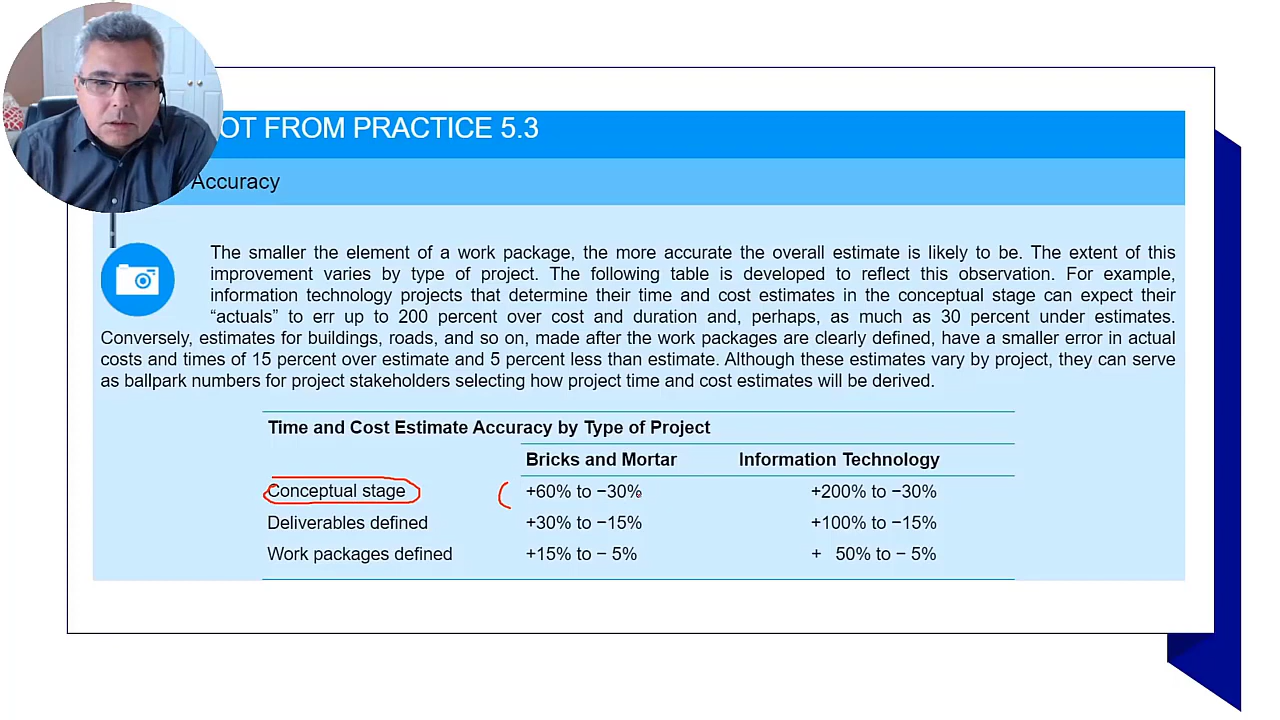 OT FROM PRACTICE 5.3
Accuracy
The smaller the element of a work package, the more accurate the overall estimate is likely to be. The extent of this
improvement varies by type of project. The following table is developed to reflect this observation. For example,
information technology projects that determine their time and cost estimates in the conceptual stage can expect their
“actuals” to err up to 200 percent over cost and duration and, perhaps, as much as 30 percent under estimates.
Conversely, estimates for buildings, roads, and so on, made after the work packages are clearly defined, have a smaller error in actual
costs and times of 15 percent over estimate and 5 percent less than estimate. Although these estimates vary by project, they can serve
as ballpark numbers for project stakeholders selecting how project time and cost estimates will be derived.
Time and Cost Estimate Accuracy by Type of Project
Bricks and Mortar Information Technology
Conceptual stage +60% to −30% +200% to −30%
Deliverables defined +30% to −15% +100% to −15%
Work packages defined +15% to − 5% + 50% to − 5%